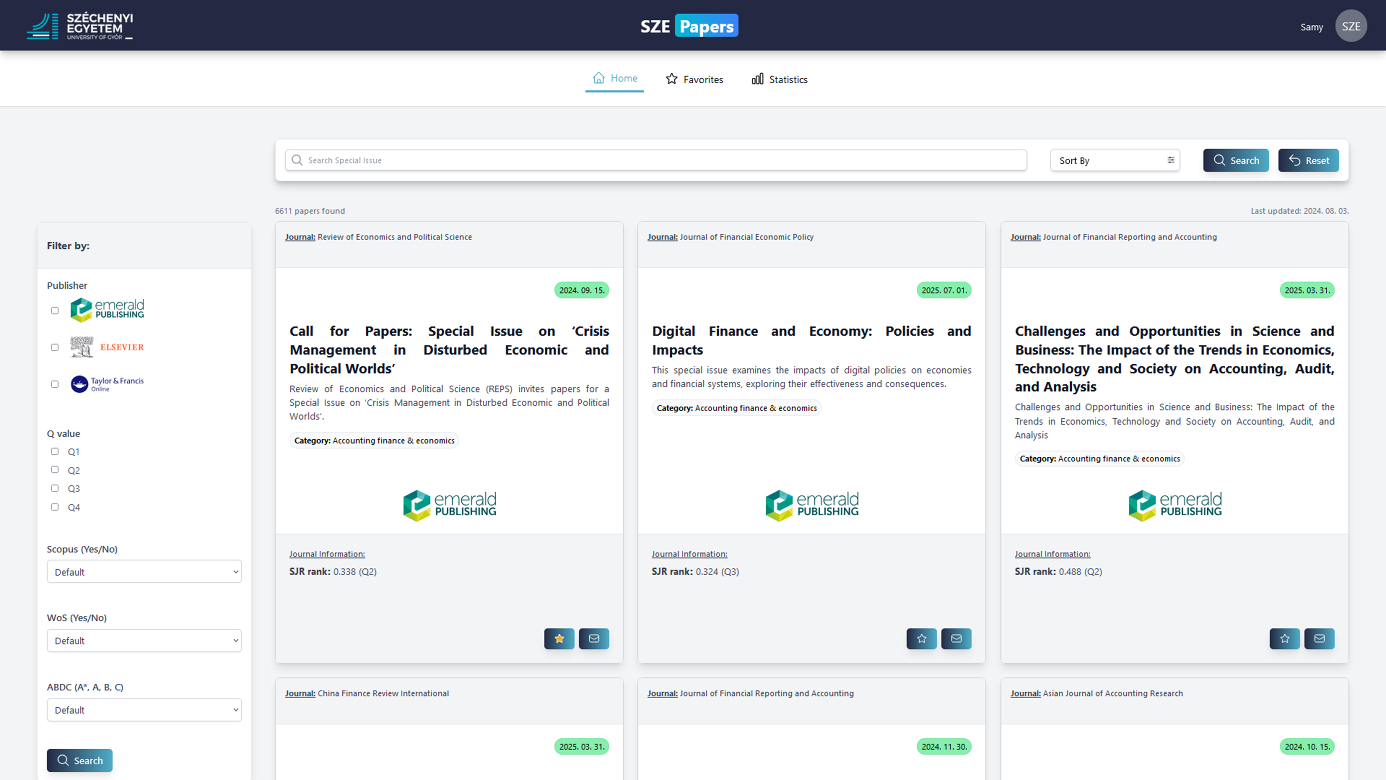 SZÉCHENYI
EGYETEM
UNIVERSITY OF GYŐR
SZE Papers
Samy
SZE
Home
Favorites
Statistics
Search Special Issue
Sort By
Search
Reset
6611 papers found
Last updated: 2024. 08. 03.
Filter by:
Publisher
emerald
PUBLISHING
ELSEVIER
Taylor & Francis
Online
Q value
Q1
Q2
Q3
Q4
Scopus (Yes/No)
Default
WoS (Yes/No)
Default
ABDC (A*, A, B, C)
Default
Search
Journal: Review of Economics and Political Science
2024. 09. 15.
Call for Papers: Special Issue on ‘Crisis
Management in Disturbed Economic and
Political Worlds’
Review of Economics and Political Science (REPS) invites papers for a
Special Issue on ‘Crisis Management in Disturbed Economic and Political
Worlds’.
Category: Accounting finance & economics
emerald
PUBLISHING
Journal Information:
SJR rank: 0.338 (Q2)
Journal: Journal of Financial Economic Policy
2025. 07. 01.
Digital Finance and Economy: Policies and
Impacts
This special issue examines the impacts of digital policies on economies
and financial systems, exploring their effectiveness and consequences.
Category: Accounting finance & economics
emerald
PUBLISHING
Journal Information:
SJR rank: 0.324 (Q3)
Journal: Journal of Financial Reporting and Accounting
2025. 03. 31.
Challenges and Opportunities in Science and
Business: The Impact of the Trends in Economics,
Technology and Society on Accounting, Audit,
and Analysis
Challenges and Opportunities in Science and Business: The Impact of the
Trends in Economics, Technology and Society on Accounting, Audit, and
Analysis
Category: Accounting finance & economics
emerald
PUBLISHING
Journal Information:
SJR rank: 0.488 (Q2)
Journal: China Finance Review International
2025. 03. 31.
Journal: Journal of Financial Reporting and Accounting
2024. 11. 30.
Journal: Asian Journal of Accounting Research
2024. 10. 15.